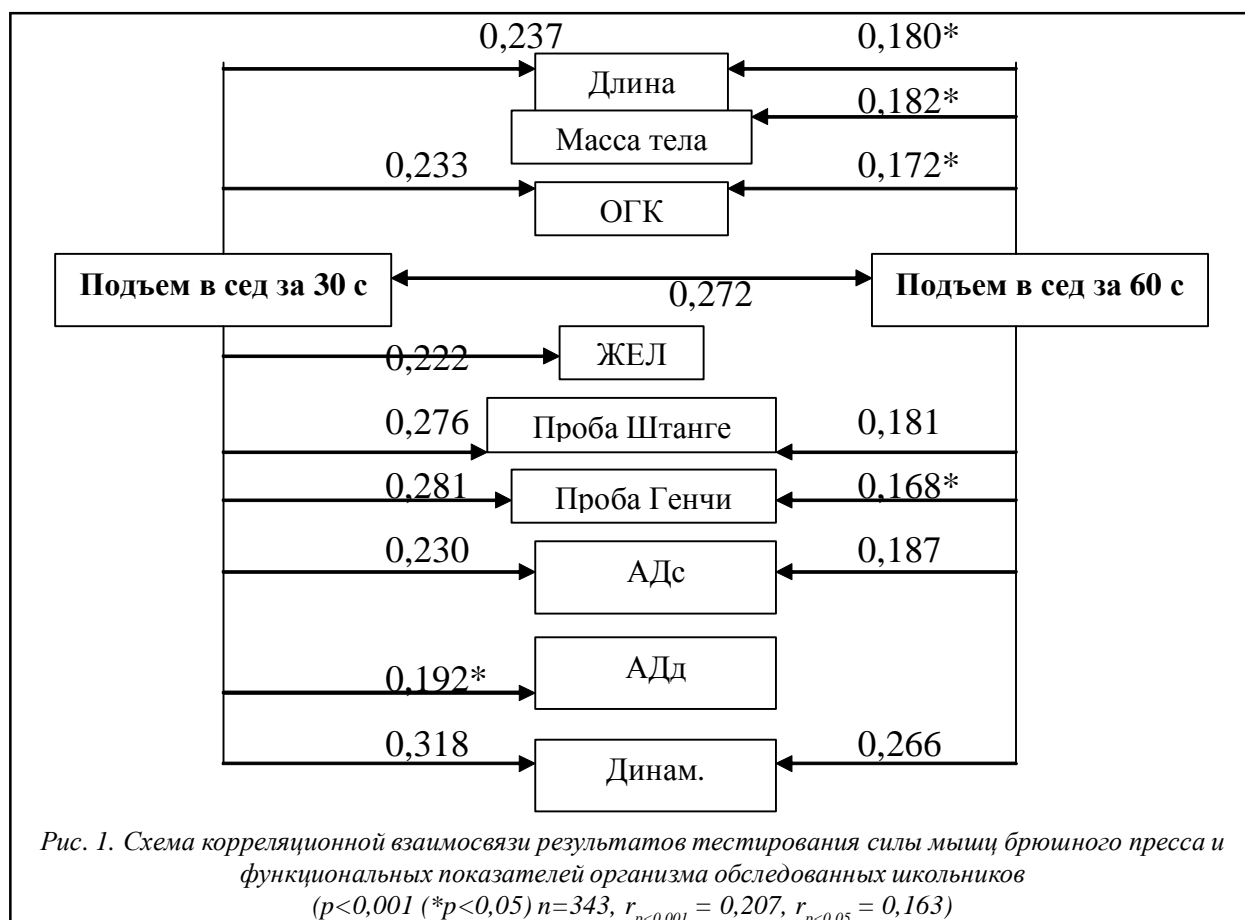 0,237 0,180*
Длина
0,182*
Масса тела
0,233 0,172*
ОГК
Подъем в сед за 30 с Подъем в сед за 60 с
0,272
0,222 ЖЕЛ
0,276 Проба Штанге 0,181
0,281 Проба Генчи 0,168*
0,230 АДс 0,187
0,192* АДд
0,318 Динам. 0,266
Рис. 1. Схема корреляционной взаимосвязи результатов тестирования силы мышц брюшного пресса и
функциональных показателей организма обследованных школьников
(p<0,001 (*p<0,05) n=343, r p<0,001 = 0,207, r p<0,05 = 0,163)